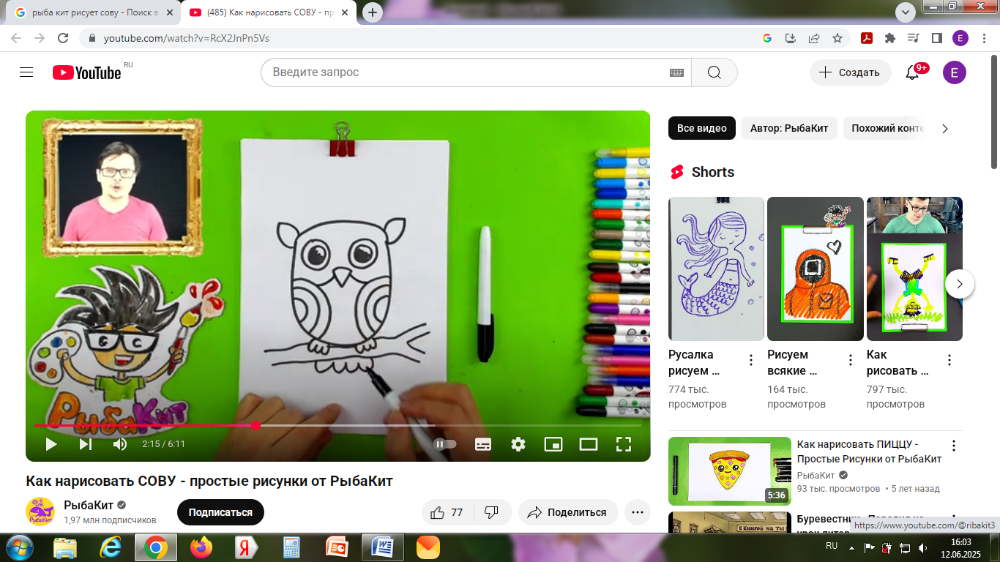 рыба кит рисует сову - Поиск в
(485) Как нарисовать СОВУ - пр
youtube.com/watch?v=RcX2JnPn5Vs
E
YouTube RU
Введите запрос
Создать
9+
E
РыбаКит
2:15 / 6:11
Как нарисовать СОВУ - простые рисунки от РыбаКит
РыбаКит
РыбаКит
1,97 млн подписчиков
Подписаться
77
Поделиться
Все видео
Автор: РыбаКит
Похожий конте
Shorts
Русалка
рисуем ...
774 тыс.
просмотров
Рисуем
всякие ...
164 тыс.
просмотров
Как
рисовать ...
797 тыс.
просмотров
5:36
Как нарисовать ПИЦЦУ -
Простые Рисунки от РыбаКит
РыбаКит
93 тыс. просмотров • 5 лет назад
https://www.youtube.com/@ribakit3
RU
16:03
12.06.2025